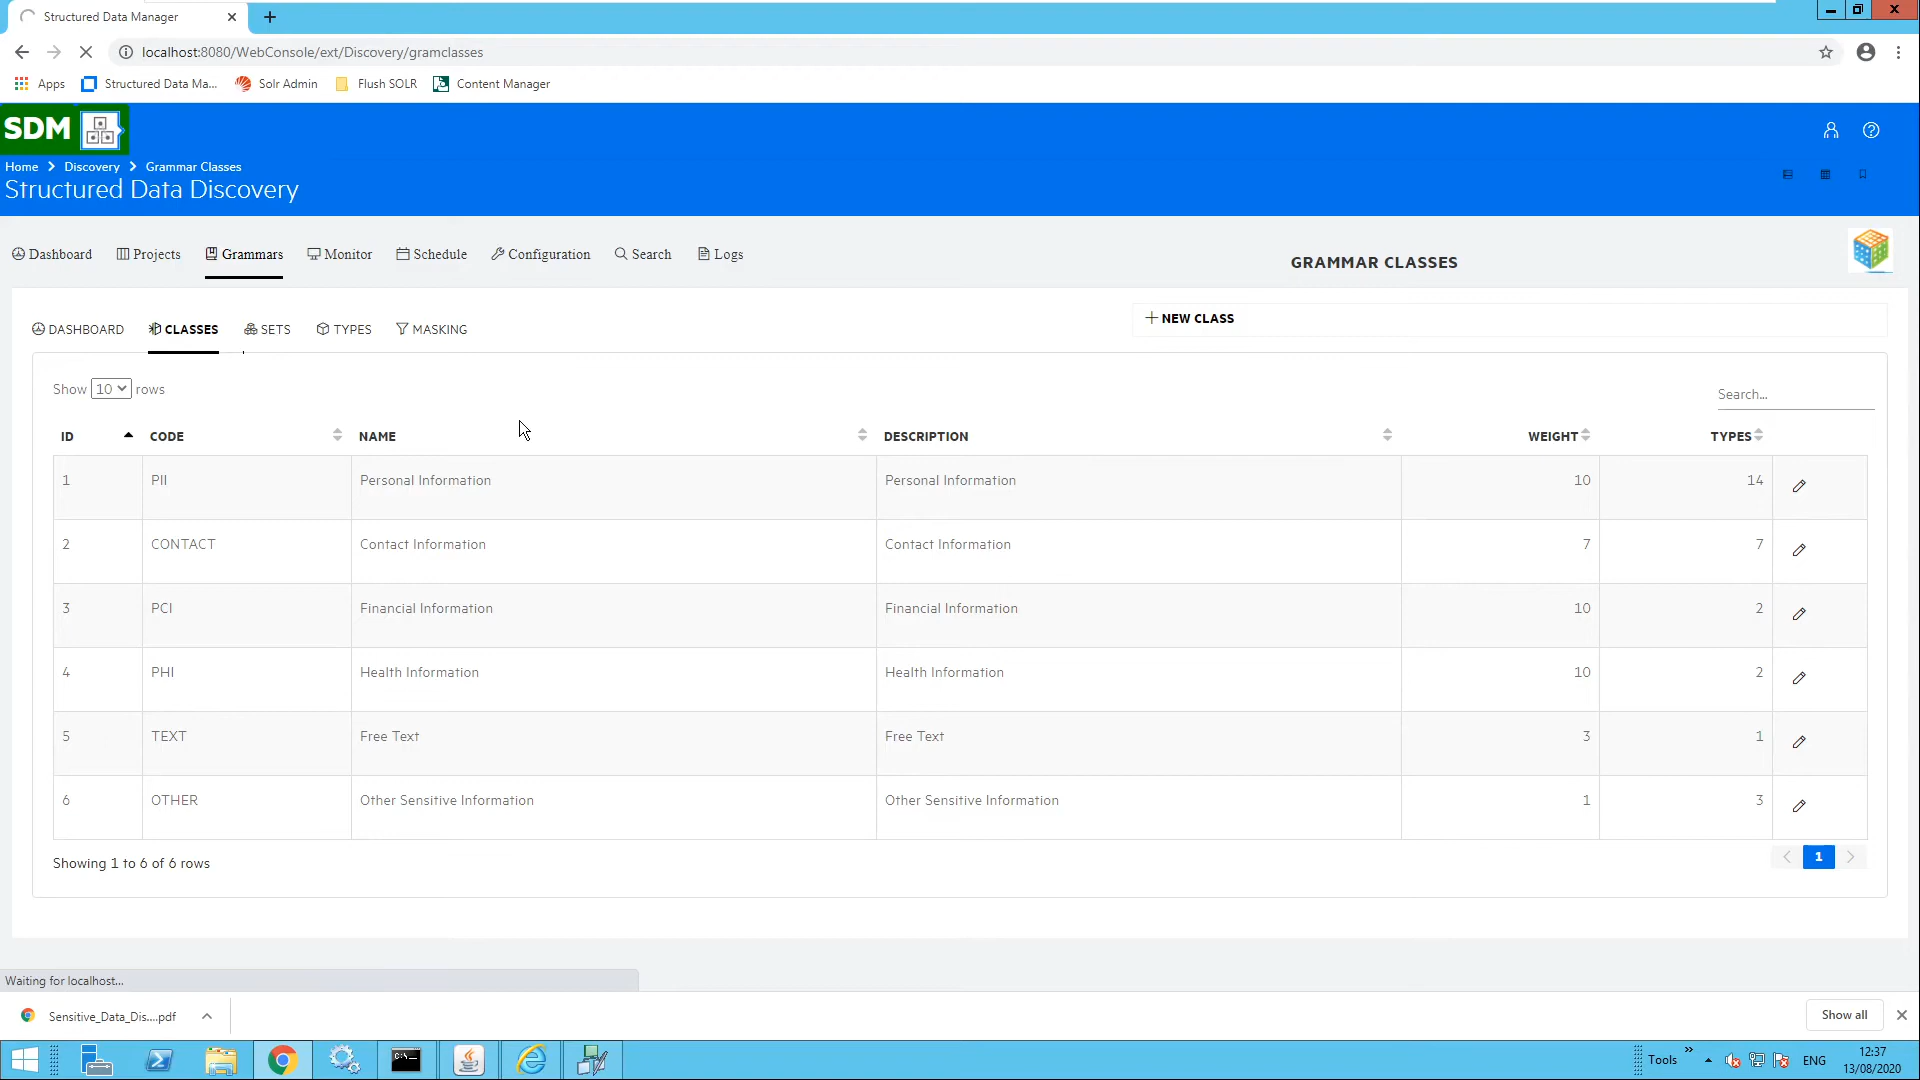 Structured Data Manager
localhost:8080/WebConsole/ext/Discovery/gramclasses
Apps
Structured Data Ma...
Solr Admin
Flush SOLR
Content Manager
SDM
Home
Discovery
Grammar Classes
Structured Data Discovery
Dashboard
Projects
Grammars
Monitor
Schedule
Configuration
Search
Logs
GRAMMAR CLASSES
DASHBOARD
CLASSES
SETS
TYPES
MASKING
NEW CLASS
Show 10 rows
Search...
ID CODE NAME DESCRIPTION WEIGHT TYPES
1 PII Personal Information Personal Information 10 14
2 CONTACT Contact Information Contact Information 7 7
3 PCI Financial Information Financial Information 10 2
4 PHI Health Information Health Information 10 2
5 TEXT Free Text Free Text 3 1
6 OTHER Other Sensitive Information Other Sensitive Information 1 3
Showing 1 to 6 of 6 rows
1
Waiting for localhost...
Sensitive_Data_Dis....pdf
Show all
Tools
ENG
12:37
13/08/2020